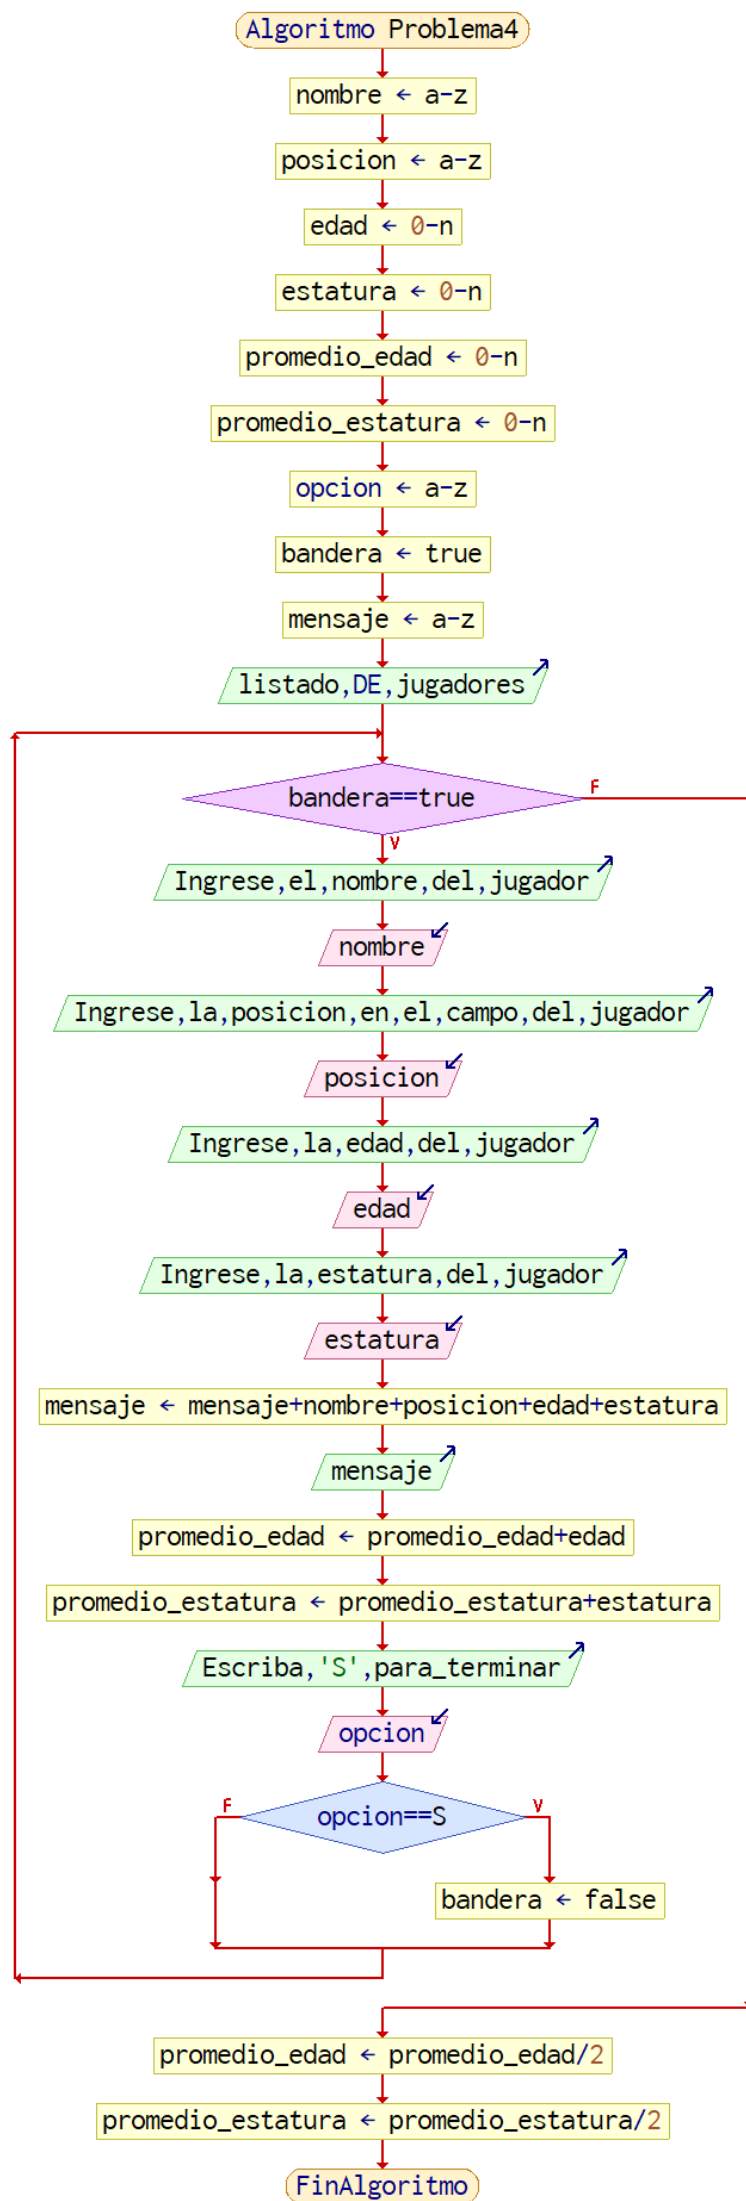 Algoritmo Problema4
nombre ← a-z
posicion ← a-z
edad ← 0-n
estatura ← 0-n
promedio_edad ← 0-n
promedio_estatura ← 0-n
opcion ← a-z
bandera ← true
mensaje ← a-z
listado,DE,jugadores
bandera==true
F
V
Ingrese,el,nombre,del,jugador
nombre
Ingrese,la,posicion,en,el,campo,del,jugador
posicion
Ingrese,la,edad,del,jugador
edad
Ingrese,la,estatura,del,jugador
estatura
mensaje ← mensaje+nombre+posicion+edad+estatura
mensaje
promedio_edad ← promedio_edad+edad
promedio_estatura ← promedio_estatura+estatura
Escriba,'S',para_terminar
opcion
F
opcion==S
V
bandera ← false
promedio_edad ← promedio_edad/2
promedio_estatura ← promedio_estatura/2
FinAlgoritmo